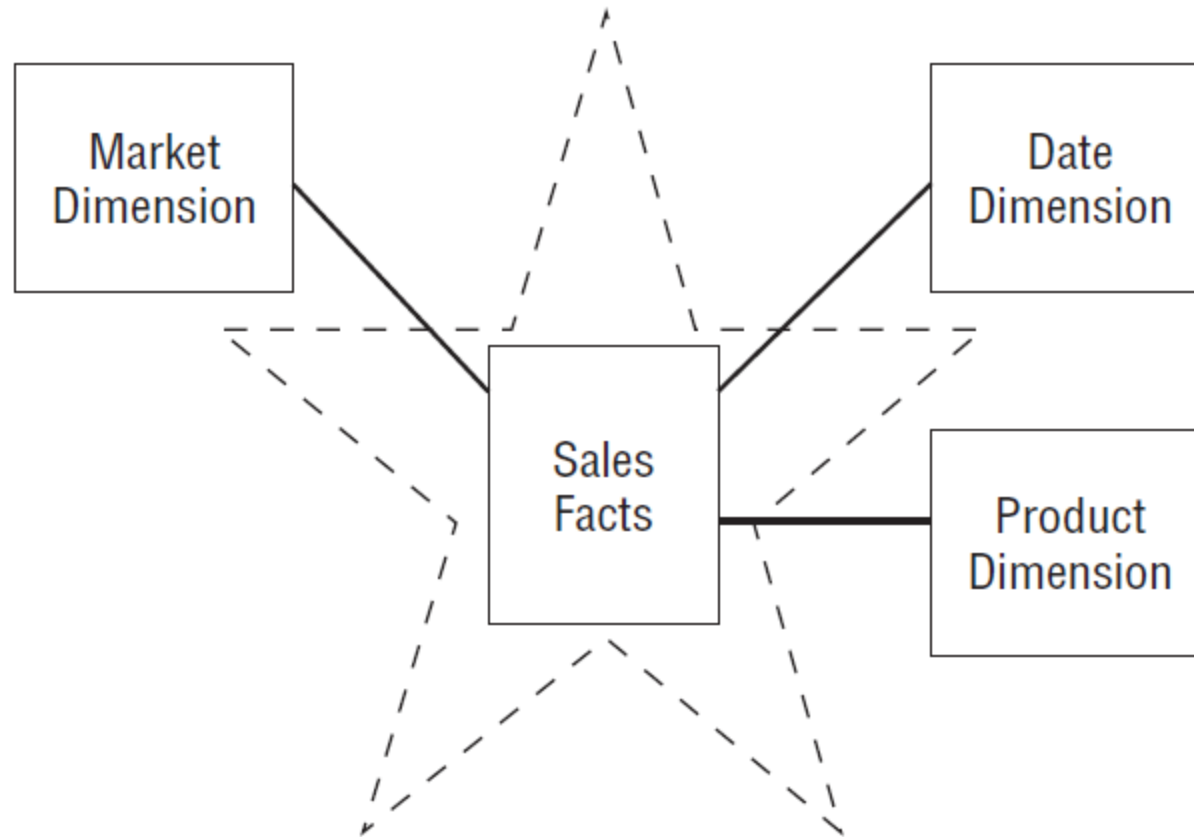 Market
Dimension
Date
Dimension
Sales
Facts
Product
Dimension